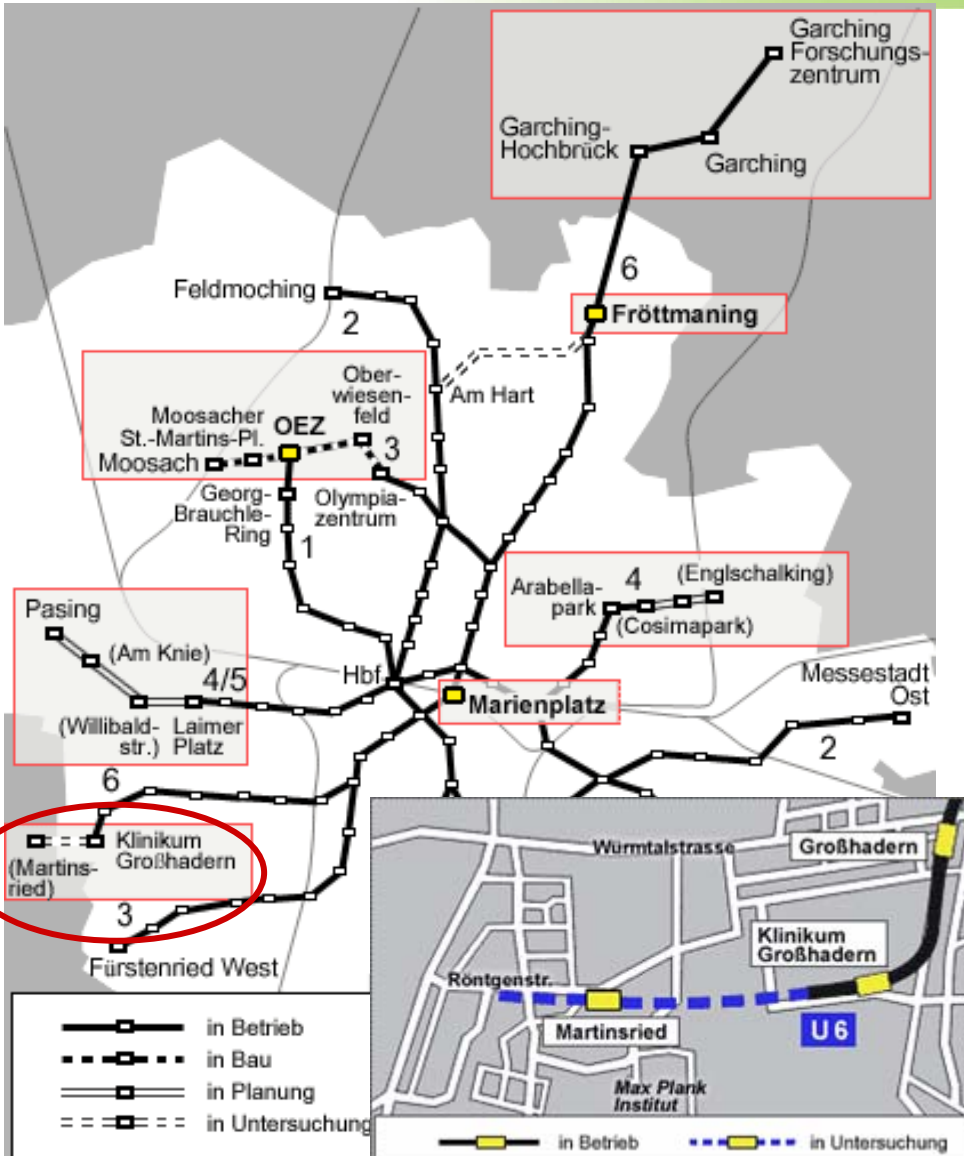 Garching
Forschungs-
zentrum
Garching-
Hochbrück
Garching
6
Feldmoching
2
Fröttmaning
Ober-
wiesen-
feld
Am Hart
Moosacher
St.-Martins-Pl.
OEZ
3
Moosach
Georg-
Brauchle-
Ring
Olympia-
zentrum
1
Arabella-
park
4
(Englschalking)
(Cosimapark)
Pasing
(Am Knie)
4/5
Hbf
Messestadt
Ost
Marienplatz
(Willibald-
str.)
Laimer
Platz
2
6
Klinikum
Großhadern
(Martins-
ried)
3
Fürstenried West
in Betrieb
in Bau
in Planung
in Untersuchung
Würmtalstrasse
Großhadern
Klinikum
Großhadern
Röntgenstr.
Martinsried
U6
Max Plank
Institut
in Betrieb
in Untersuchung